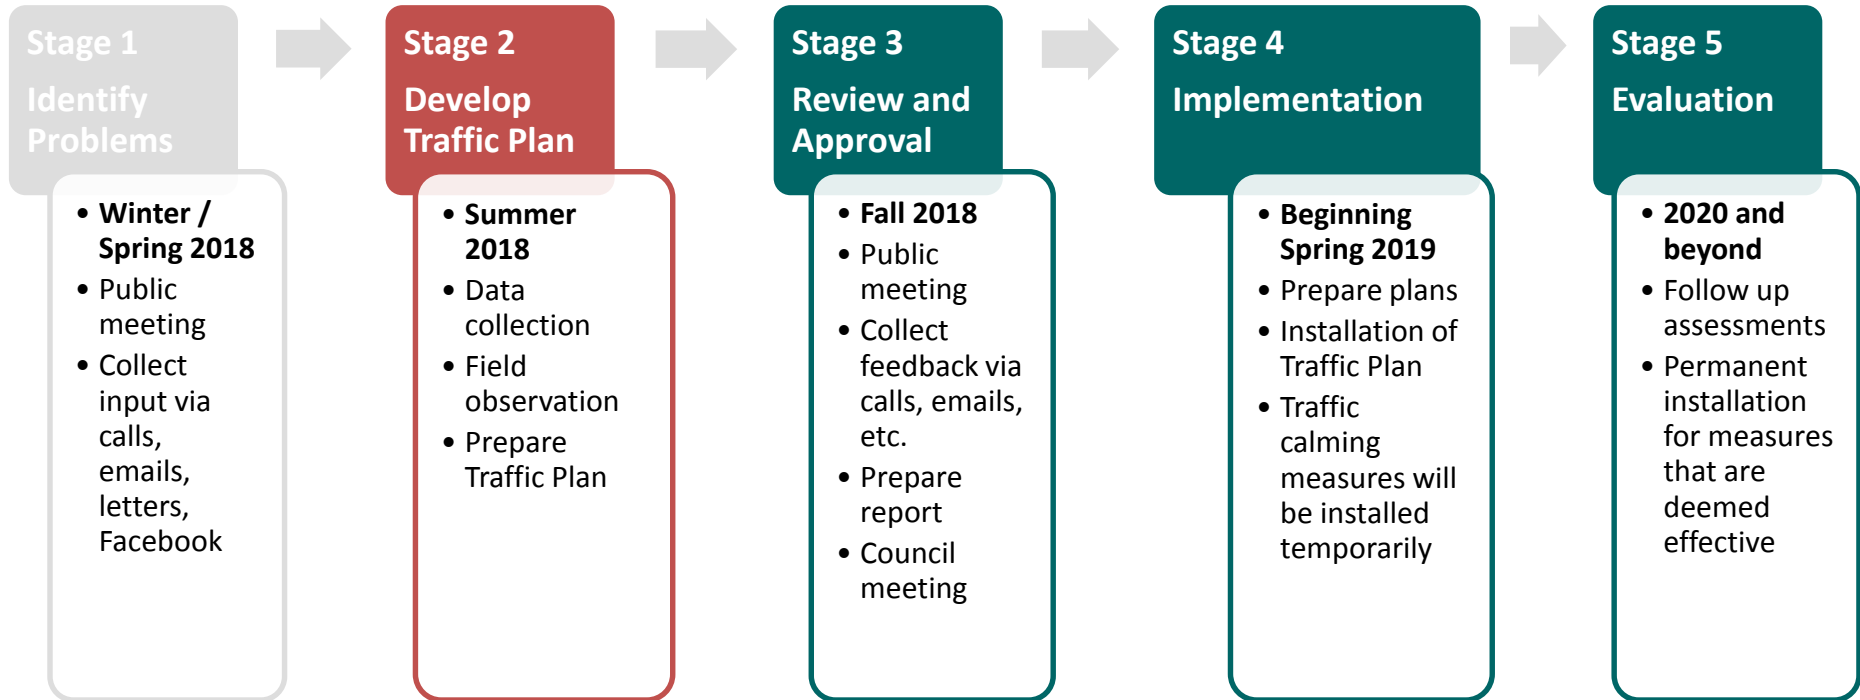 Stage 1
Identify
Problems
• Winter /
Spring 2018
• Public
meeting
• Collect
input via
calls,
emails,
letters,
Facebook
Stage 2
Develop
Traffic Plan
• Summer
2018
• Data
collection
• Field
observation
• Prepare
Traffic Plan
Stage 3
Review and
Approval
• Fall 2018
• Public
meeting
• Collect
feedback via
calls, emails,
etc.
• Prepare
report
• Council
meeting
Stage 4
Implementation
• Beginning
Spring 2019
• Prepare plans
• Installation of
Traffic Plan
• Traffic
calming
measures will
be installed
temporarily
Stage 5
Evaluation
• 2020 and
beyond
• Follow up
assessments
• Permanent
installation
for measures
that are
deemed
effective